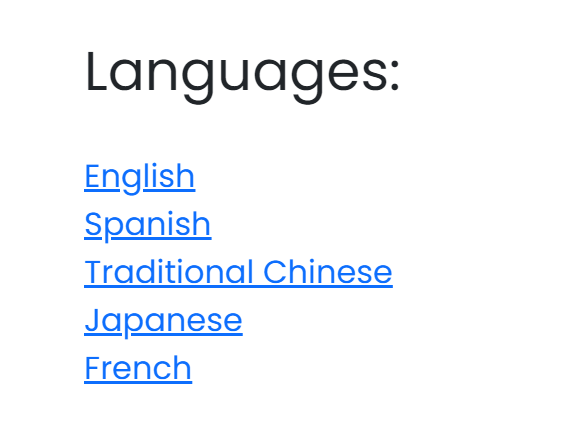 Languages:
English
Spanish
Traditional Chinese
Japanese
French